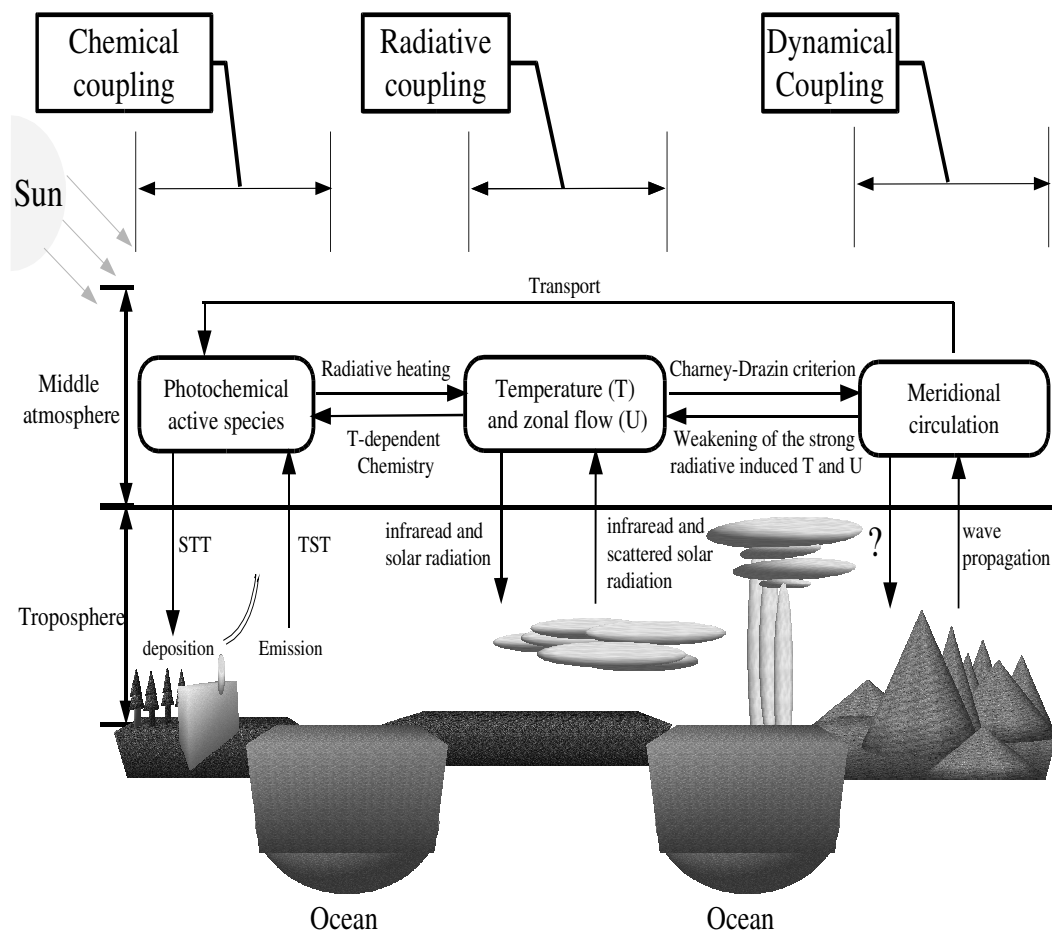 Chemical
coupling
Radiative
coupling
Dynamical
Coupling
Sun
Transport
Middle
atmosphere
Photochemical
active species
Radiative heating
T-dependent
Chemistry
Temperature (T)
and zonal flow (U)
Charney-Drazin criterion
Weakening of the strong
radiative induced T and U
Meridional
circulation
Troposphere
STT
TST
deposition
Emission
infraread and
solar radiation
infraread and
scattered solar
radiation
?
wave
propagation
Ocean
Ocean